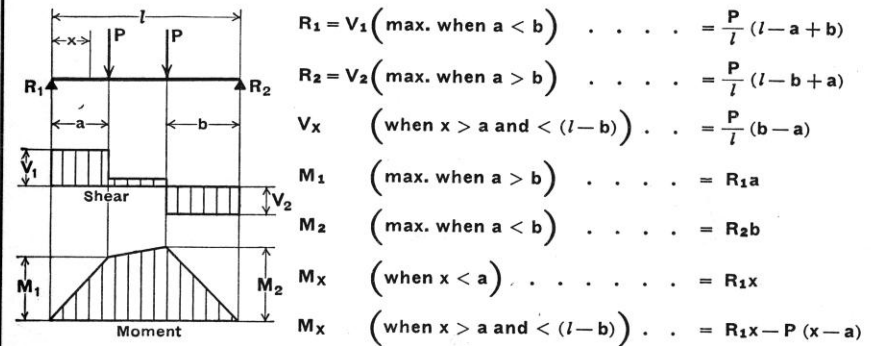 l
x
P
P
R₁
R₂
a
b
V₁
Shear
V₂
M₁
M₂
Moment
R₁ = V₁ (max. when a < b) . . . . = P/l (l − a + b)
R₂ = V₂ (max. when a > b) . . . . = P/l (l − b + a)
Vx (when x > a and < (l − b)) . . = P/l (b − a)
M₁ (max. when a > b) . . . . = R₁a
M₂ (max. when a < b) . . . . = R₂b
Mx (when x < a) . . . . . . = R₁x
Mx (when x > a and < (l − b)) . . = R₁x − P (x − a)